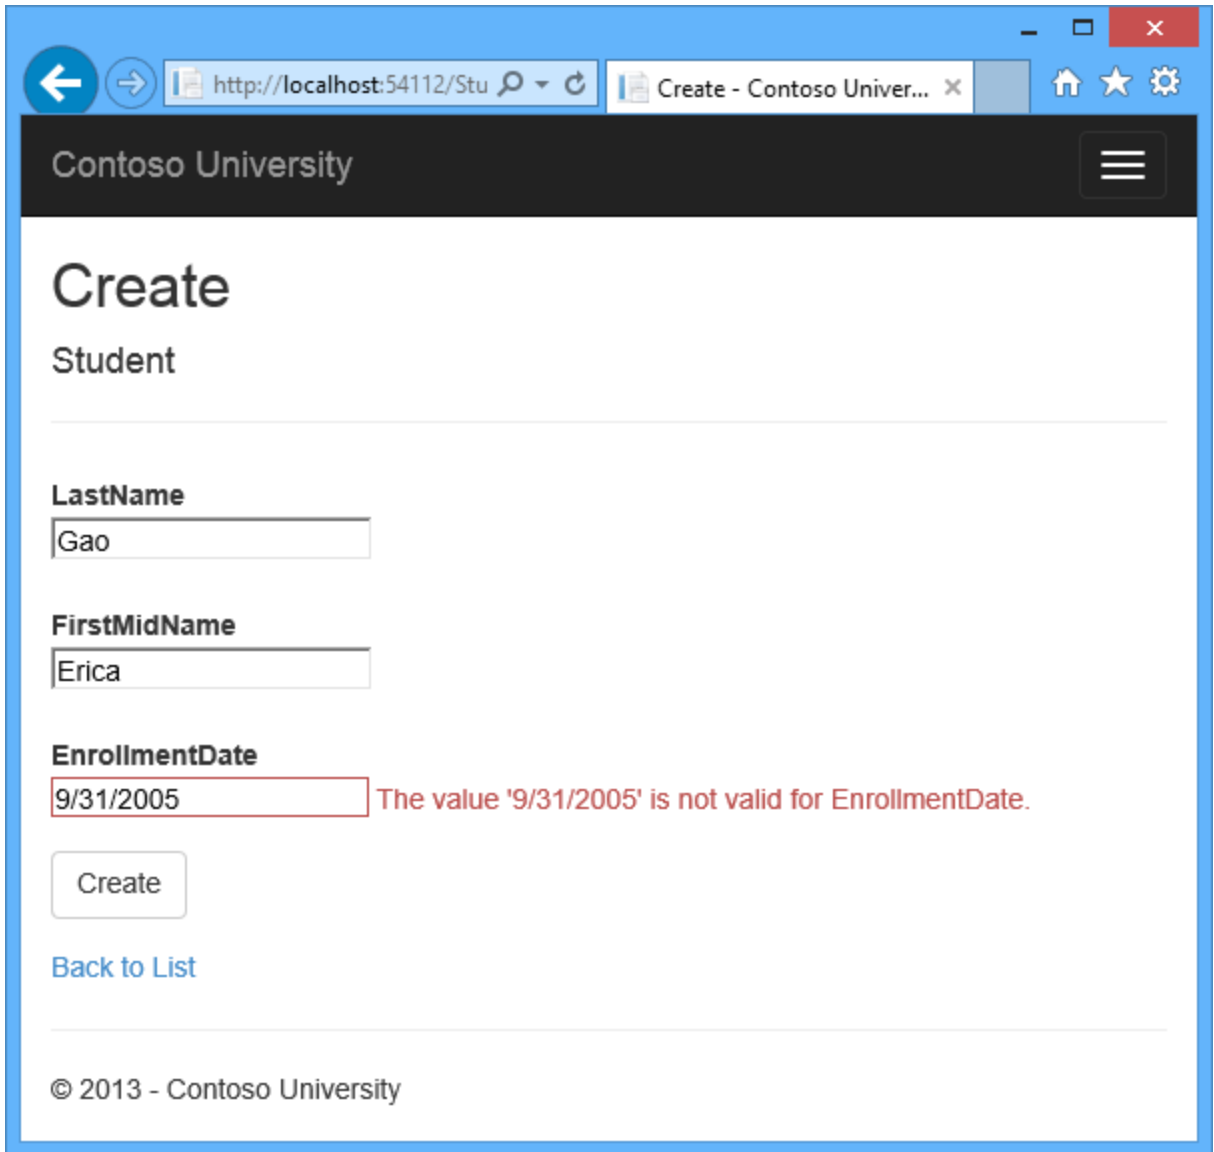 http://localhost:54112/Stu
Create - Contoso Univer...
Contoso University
Create
Student
LastName
Gao
FirstMidName
Erica
EnrollmentDate
9/31/2005 The value '9/31/2005' is not valid for EnrollmentDate.
Create
Back to List
© 2013 - Contoso University